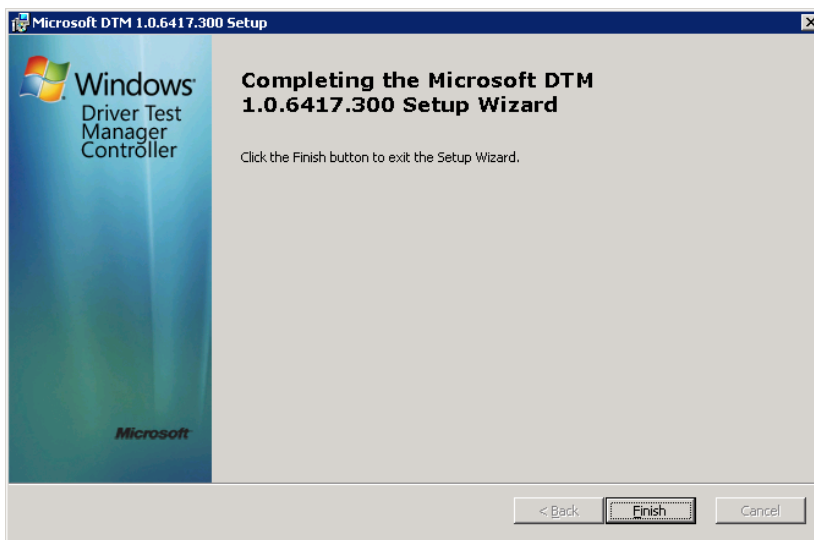 Microsoft DTM 1.0.6417.300 Setup
Windows
Driver Test
Manager
Controller
Completing the Microsoft DTM
1.0.6417.300 Setup Wizard
Click the Finish button to exit the Setup Wizard.
Microsoft
< Back
Finish
Cancel